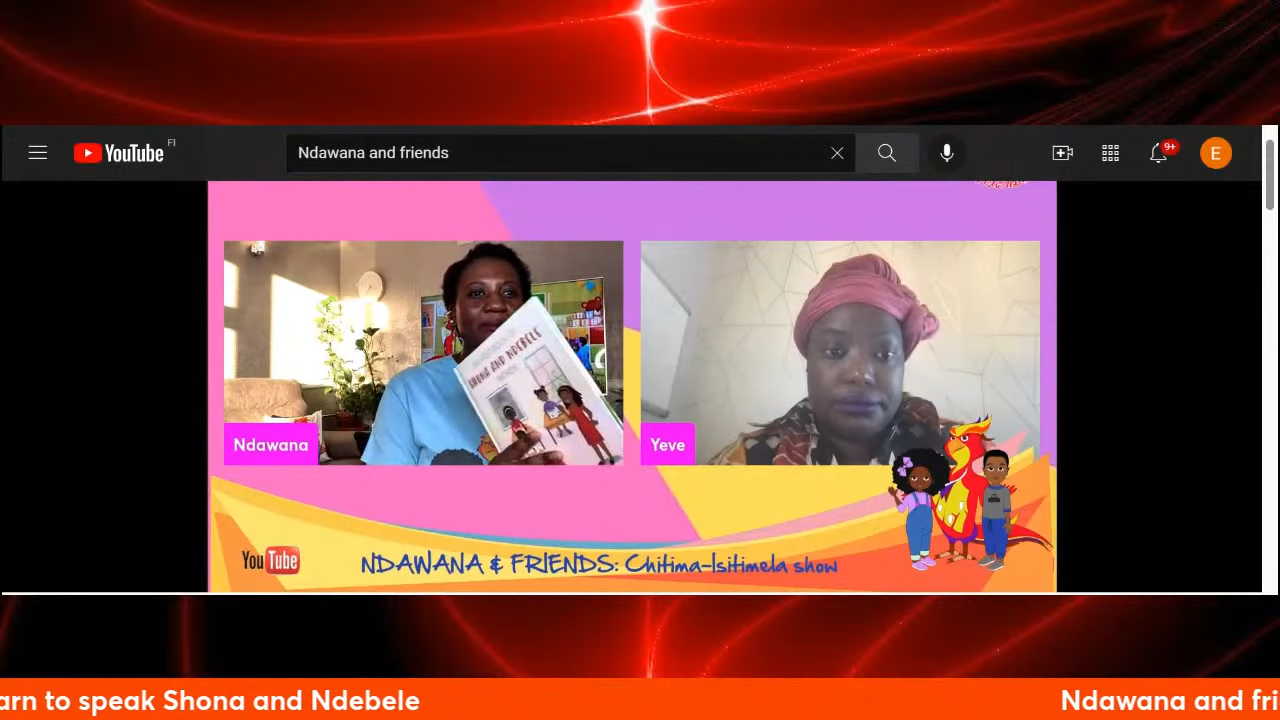 YouTube FI
Ndawana and friends
9+
E
SHONA AND NDEBELE
Ndawana
Yeve
YouTube
NDAWANA & FRIENDS: Chitima-Isitimela show
arn to speak Shona and Ndebele
Ndawana and fri